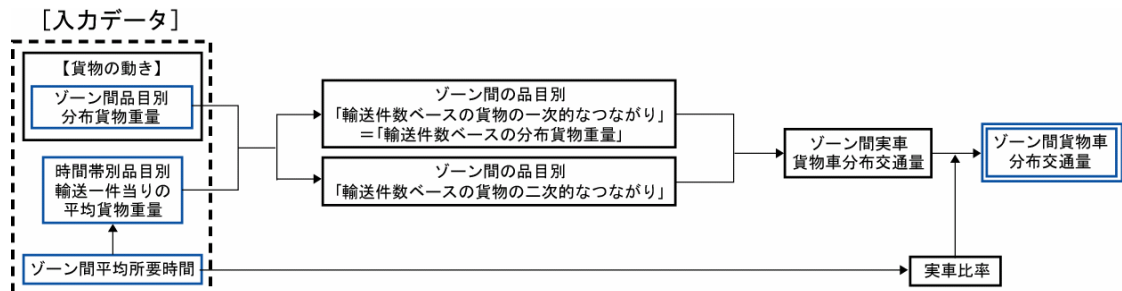 [入力データ]
【貨物の動き】
ゾーン間品目別
分布貨物重量
時間帯別品目別
輸送一件当りの
平均貨物重量
ゾーン間平均所要時間
ゾーン間の品目別
「輸送件数ベースの貨物の一次的なつながり」
＝「輸送件数ベースの分布貨物重量」
ゾーン間の品目別
「輸送件数ベースの貨物の二次的なつながり」
ゾーン間実車
貨物車分布交通量
ゾーン間貨物車
分布交通量
実車比率